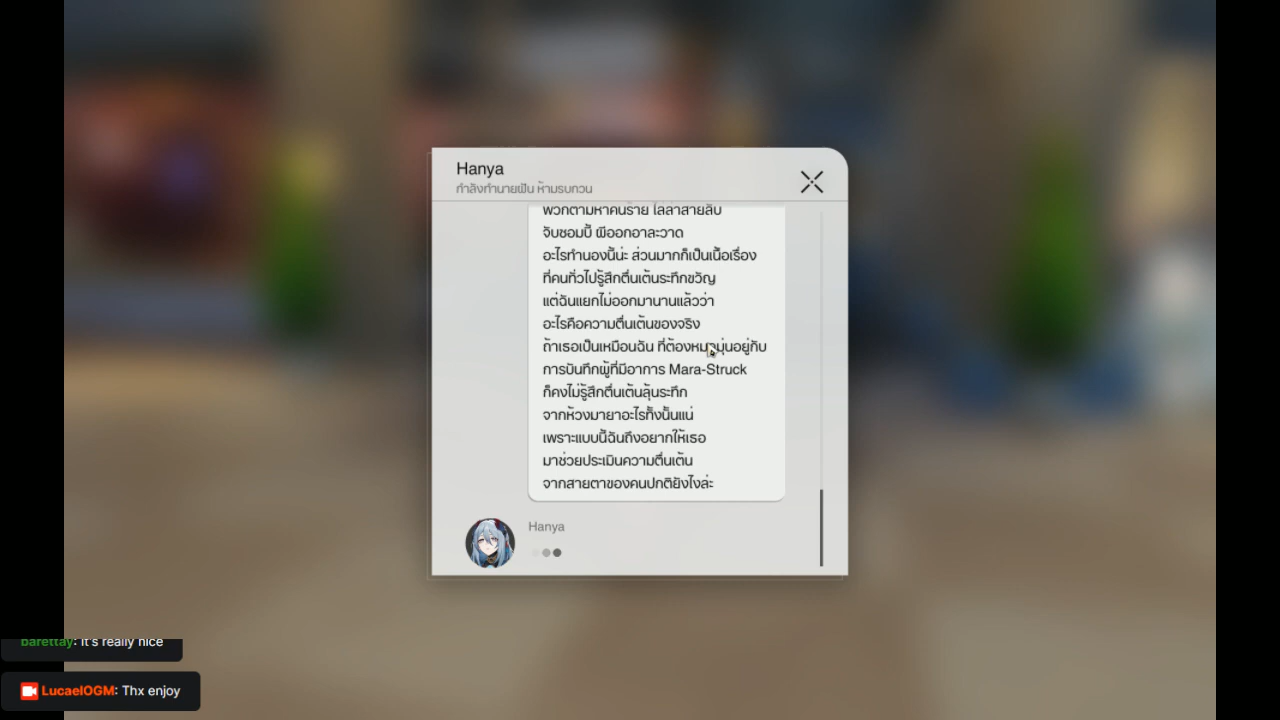 Hanya
กำลังทำนายฝัน ห้ามรบกวน
พวกตามหาคนร้าย ไล่ล่าสายลับ
จับซอมบี้ ผีออกอาละวาด
อะไรทำนองนี้น่ะ ส่วนมากก็เป็นเนื้อเรื่อง
ที่คนทั่วไปรู้สึกตื่นเต้นระทึกขวัญ
แต่ฉันแยกไม่ออกมานานแล้วว่า
อะไรคือความตื่นเต้นของจริง
ถ้าเธอเป็นเหมือนฉัน ที่ต้องหมกมุ่นอยู่กับ
การบันทึกผู้ที่มีอาการ Mara-Struck
ก็คงไม่รู้สึกตื่นเต้นลุ้นระทึก
จากห้วงมายาอะไรทั้งนั้นแน่
เพราะแบบนี้ฉันถึงอยากให้เธอ
มาช่วยประเมินความตื่นเต้น
จากสายตาของคนปกติยังไงล่ะ
Hanya
barettay: It's really nice
LucaelOGM: Thx enjoy